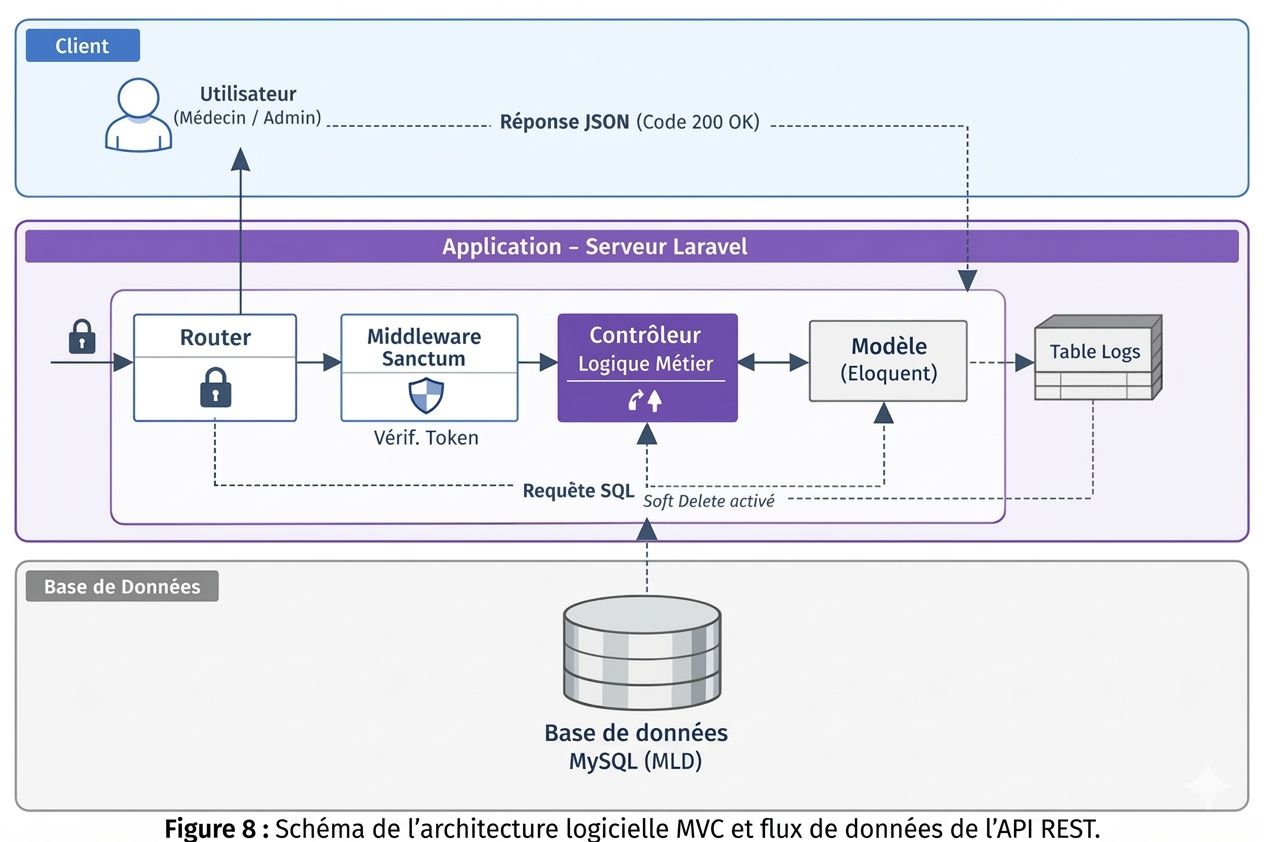 Client
Utilisateur
(Médecin / Admin)
Réponse JSON (Code 200 OK)
Application – Serveur Laravel
Router
Middleware
Sanctum
Vérif. Token
Contrôleur
Logique Métier
Modèle
(Eloquent)
Table Logs
Requête SQL
Soft Delete activé
Base de Données
Base de données
MySQL (MLD)
Figure 8 : Schéma de l’architecture logicielle MVC et flux de données de l’API REST.